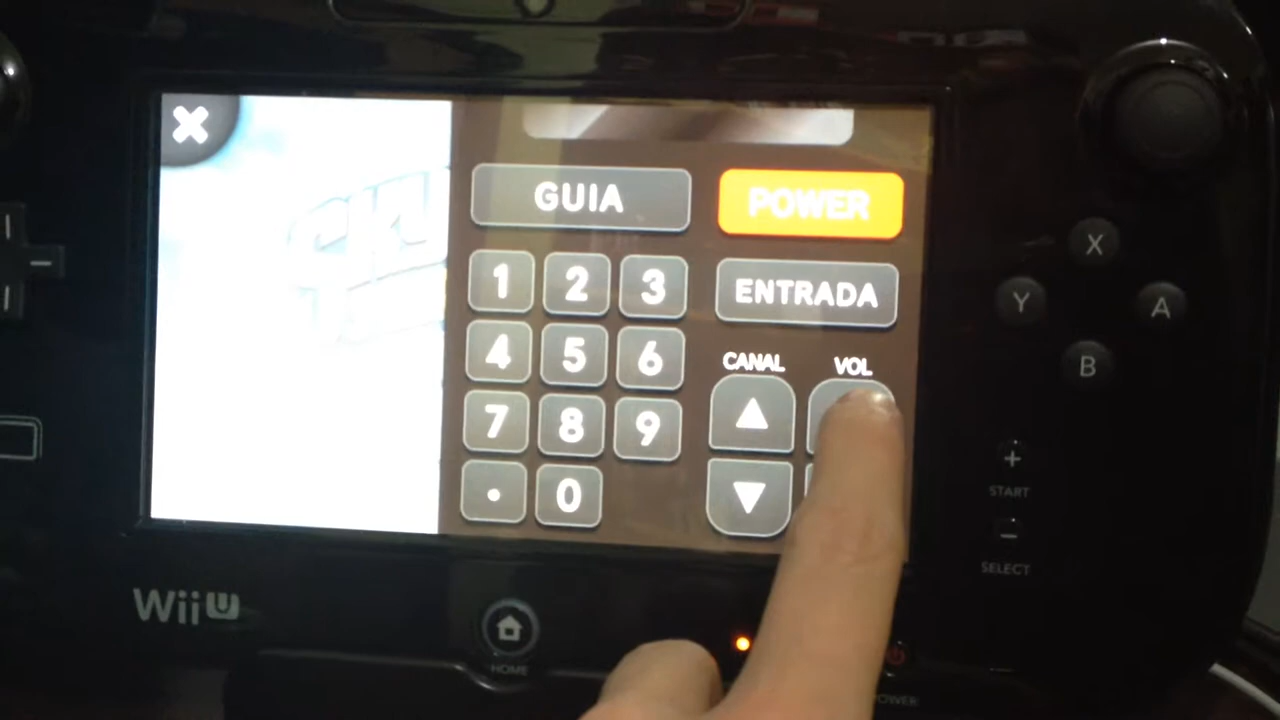 GUIA
POWER
1 2 3
ENTRADA
4 5 6
CANAL VOL
7 8 9
. 0
X
Y A
B
+
START
−
SELECT
Wii U
HOME
POWER